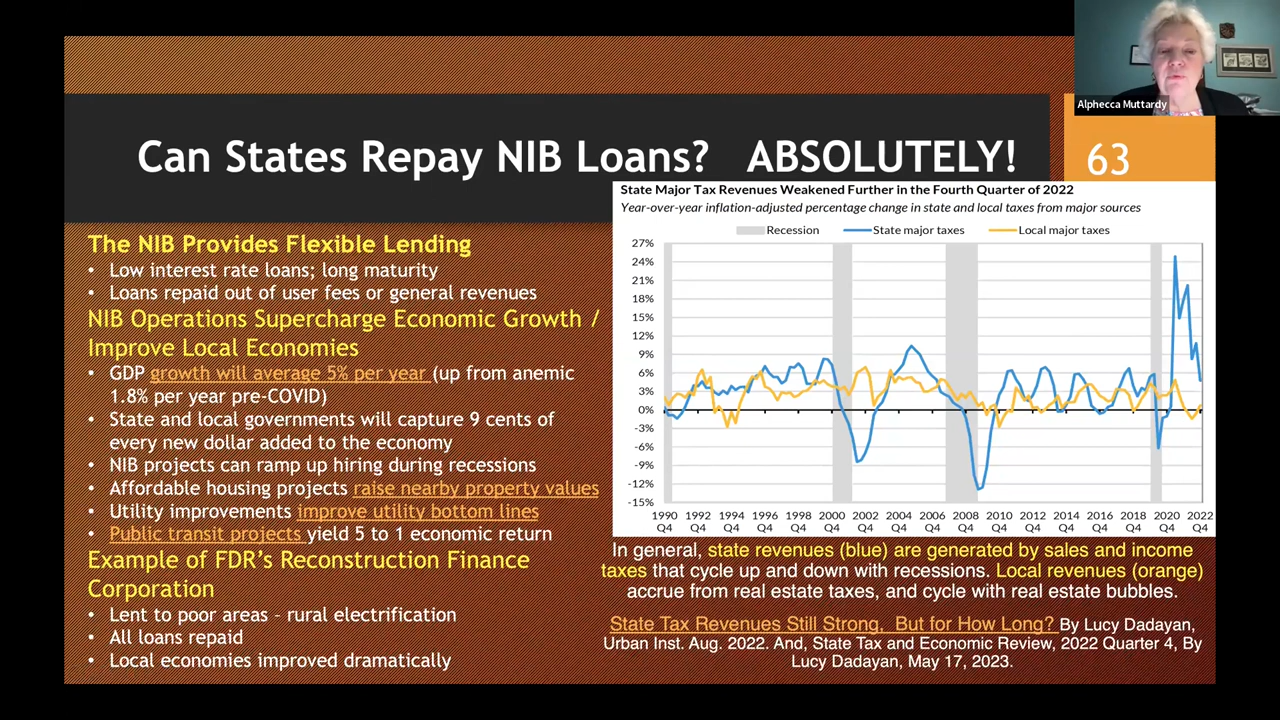 Alphecca Muttardy
Can States Repay NIB Loans? ABSOLUTELY!
63
The NIB Provides Flexible Lending
• Low interest rate loans; long maturity
• Loans repaid out of user fees or general revenues
NIB Operations Supercharge Economic Growth /
Improve Local Economies
• GDP growth will average 5% per year (up from anemic
1.8% per year pre-COVID)
• State and local governments will capture 9 cents of
every new dollar added to the economy
• NIB projects can ramp up hiring during recessions
• Affordable housing projects raise nearby property values
• Utility improvements improve utility bottom lines
• Public transit projects yield 5 to 1 economic return
Example of FDR's Reconstruction Finance
Corporation
• Lent to poor areas – rural electrification
• All loans repaid
• Local economies improved dramatically
State Major Tax Revenues Weakened Further in the Fourth Quarter of 2022
Year-over-year inflation-adjusted percentage change in state and local taxes from major sources
Recession State major taxes Local major taxes
27%
24%
21%
18%
15%
12%
9%
6%
3%
0%
-3%
-6%
-9%
-12%
-15%
1990 1992 1994 1996 1998 2000 2002 2004 2006 2008 2010 2012 2014 2016 2018 2020 2022
Q4 Q4 Q4 Q4 Q4 Q4 Q4 Q4 Q4 Q4 Q4 Q4 Q4 Q4 Q4 Q4 Q4
In general, state revenues (blue) are generated by sales and income
taxes that cycle up and down with recessions. Local revenues (orange)
accrue from real estate taxes, and cycle with real estate bubbles.
State Tax Revenues Still Strong, But for How Long? By Lucy Dadayan,
Urban Inst. Aug. 2022. And, State Tax and Economic Review, 2022 Quarter 4, By
Lucy Dadayan, May 17, 2023.